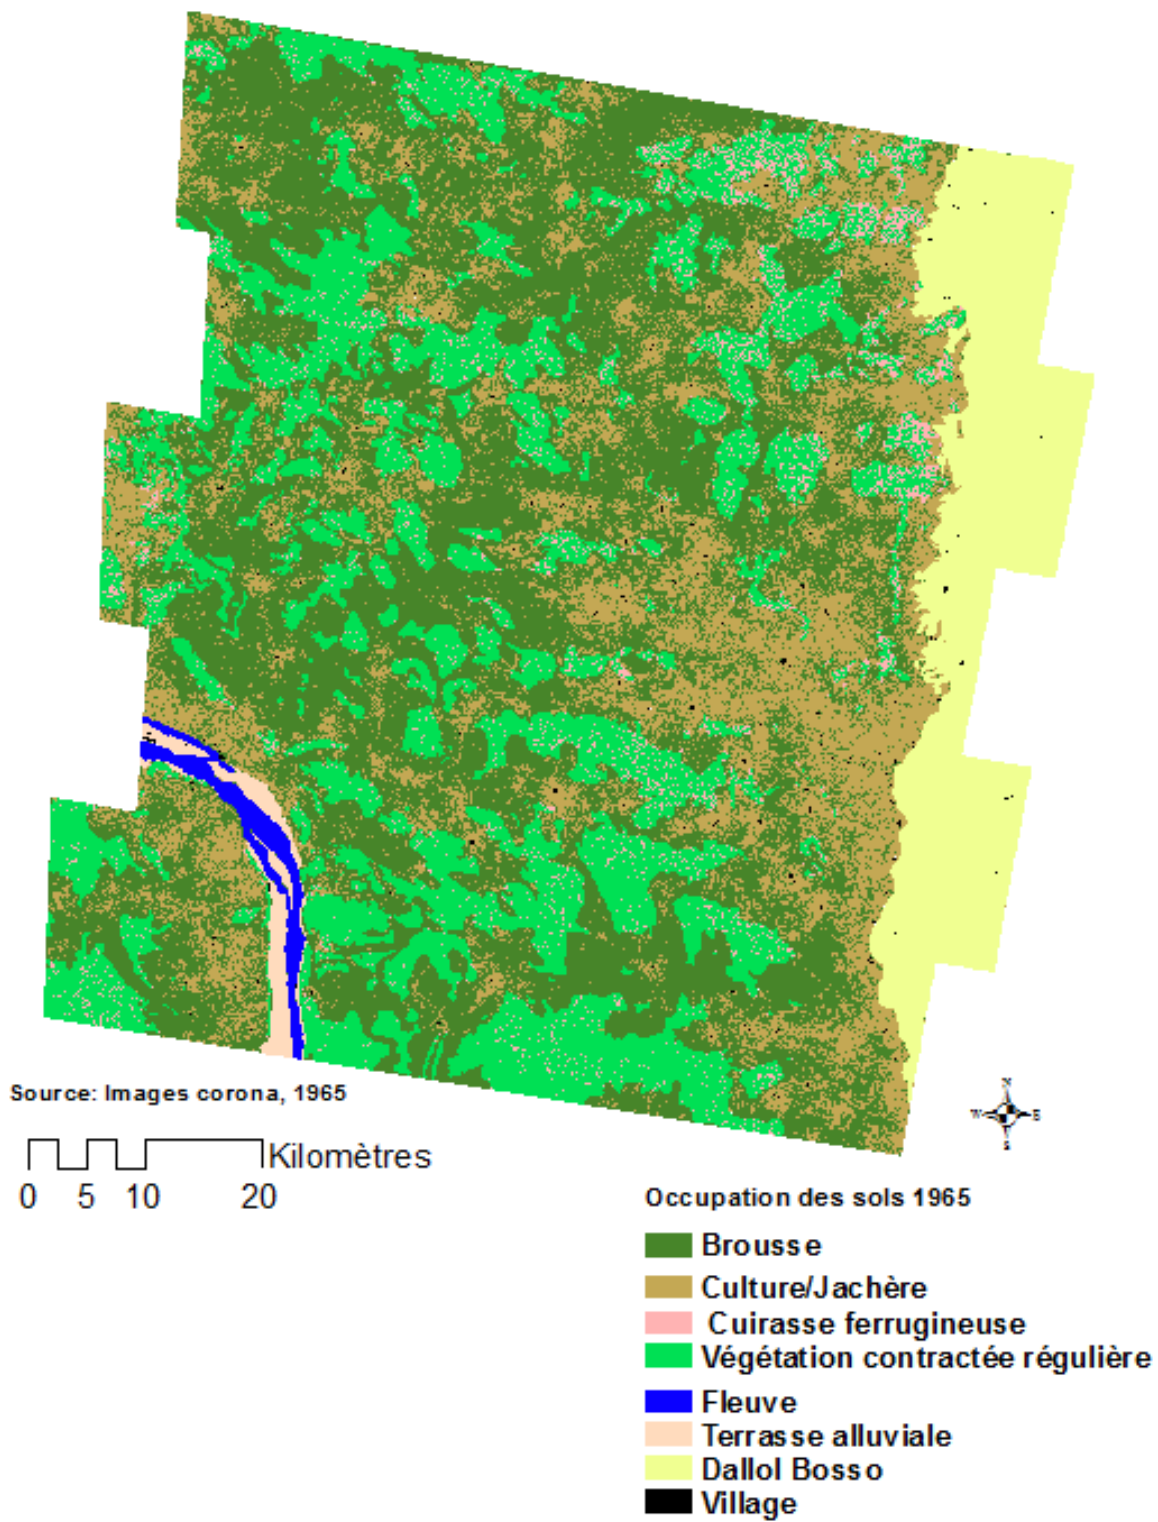 Source: Images corona, 1965
N
W E
S
Kilomètres
0 5 10 20
Occupation des sols 1965
Brousse
Culture/Jachère
Cuirasse ferrugineuse
Végétation contractée régulière
Fleuve
Terrasse alluviale
Dallol Bosso
Village